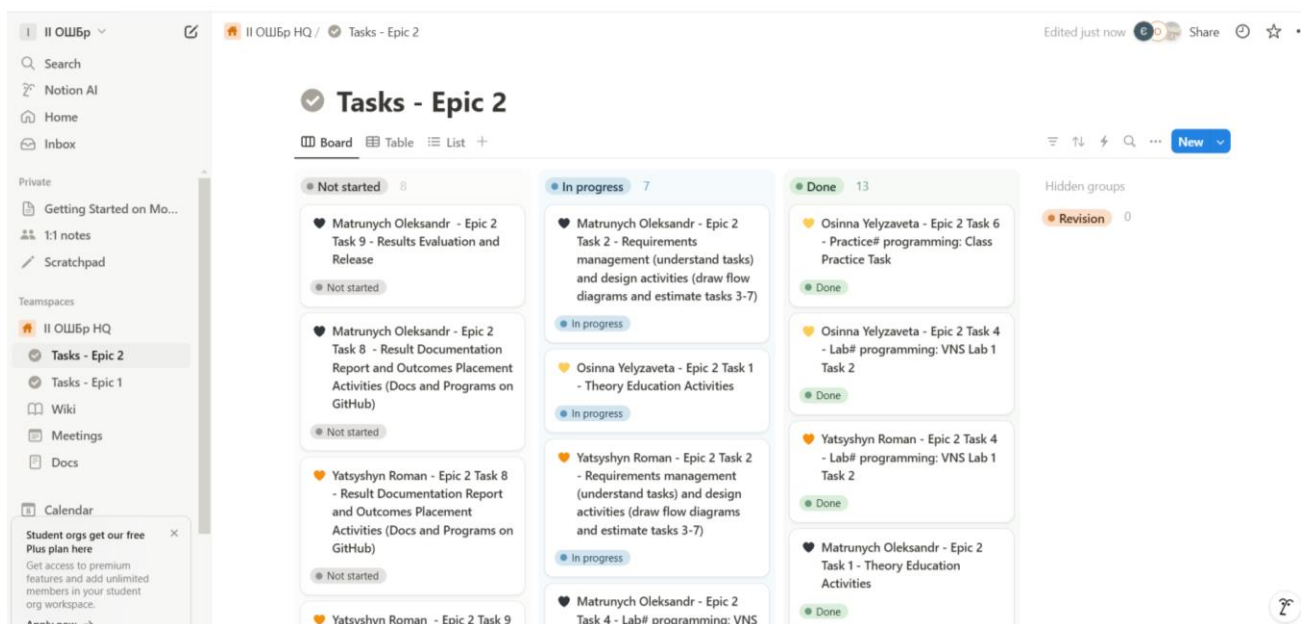 I II ОШБр
Search
Notion AI
Home
Inbox
Private
Getting Started on Mo...
1:1 notes
Scratchpad
Teamspaces
II ОШБр HQ
Tasks - Epic 2
Tasks - Epic 1
Wiki
Meetings
Docs
8 Calendar
Student orgs get our free
Plus plan here
Get access to premium
features and add unlimited
members in your student
org workspace.
Apply now →
II ОШБр HQ / Tasks - Epic 2
Edited just now Є О Share
Tasks - Epic 2
Board Table List +
New
Not started 8
Matrunych Oleksandr - Epic 2
Task 9 - Results Evaluation and
Release
Not started
Matrunych Oleksandr - Epic 2
Task 8 - Result Documentation
Report and Outcomes Placement
Activities (Docs and Programs on
GitHub)
Not started
Yatsyshyn Roman - Epic 2 Task 8
- Result Documentation Report
and Outcomes Placement
Activities (Docs and Programs on
GitHub)
Not started
Yatsyshyn Roman - Epic 2 Task 9
In progress 7
Matrunych Oleksandr - Epic 2
Task 2 - Requirements
management (understand tasks)
and design activities (draw flow
diagrams and estimate tasks 3-7)
In progress
Osinna Yelyzaveta - Epic 2 Task 1
- Theory Education Activities
In progress
Yatsyshyn Roman - Epic 2 Task 2
- Requirements management
(understand tasks) and design
activities (draw flow diagrams
and estimate tasks 3-7)
In progress
Matrunych Oleksandr - Epic 2
Task 4 - Lab# programming: VNS
Done 13
Osinna Yelyzaveta - Epic 2 Task 6
- Practice# programming: Class
Practice Task
Done
Osinna Yelyzaveta - Epic 2 Task 4
- Lab# programming: VNS Lab 1
Task 2
Done
Yatsyshyn Roman - Epic 2 Task 4
- Lab# programming: VNS Lab 1
Task 2
Done
Matrunych Oleksandr - Epic 2
Task 1 - Theory Education
Activities
Done
Hidden groups
Revision 0